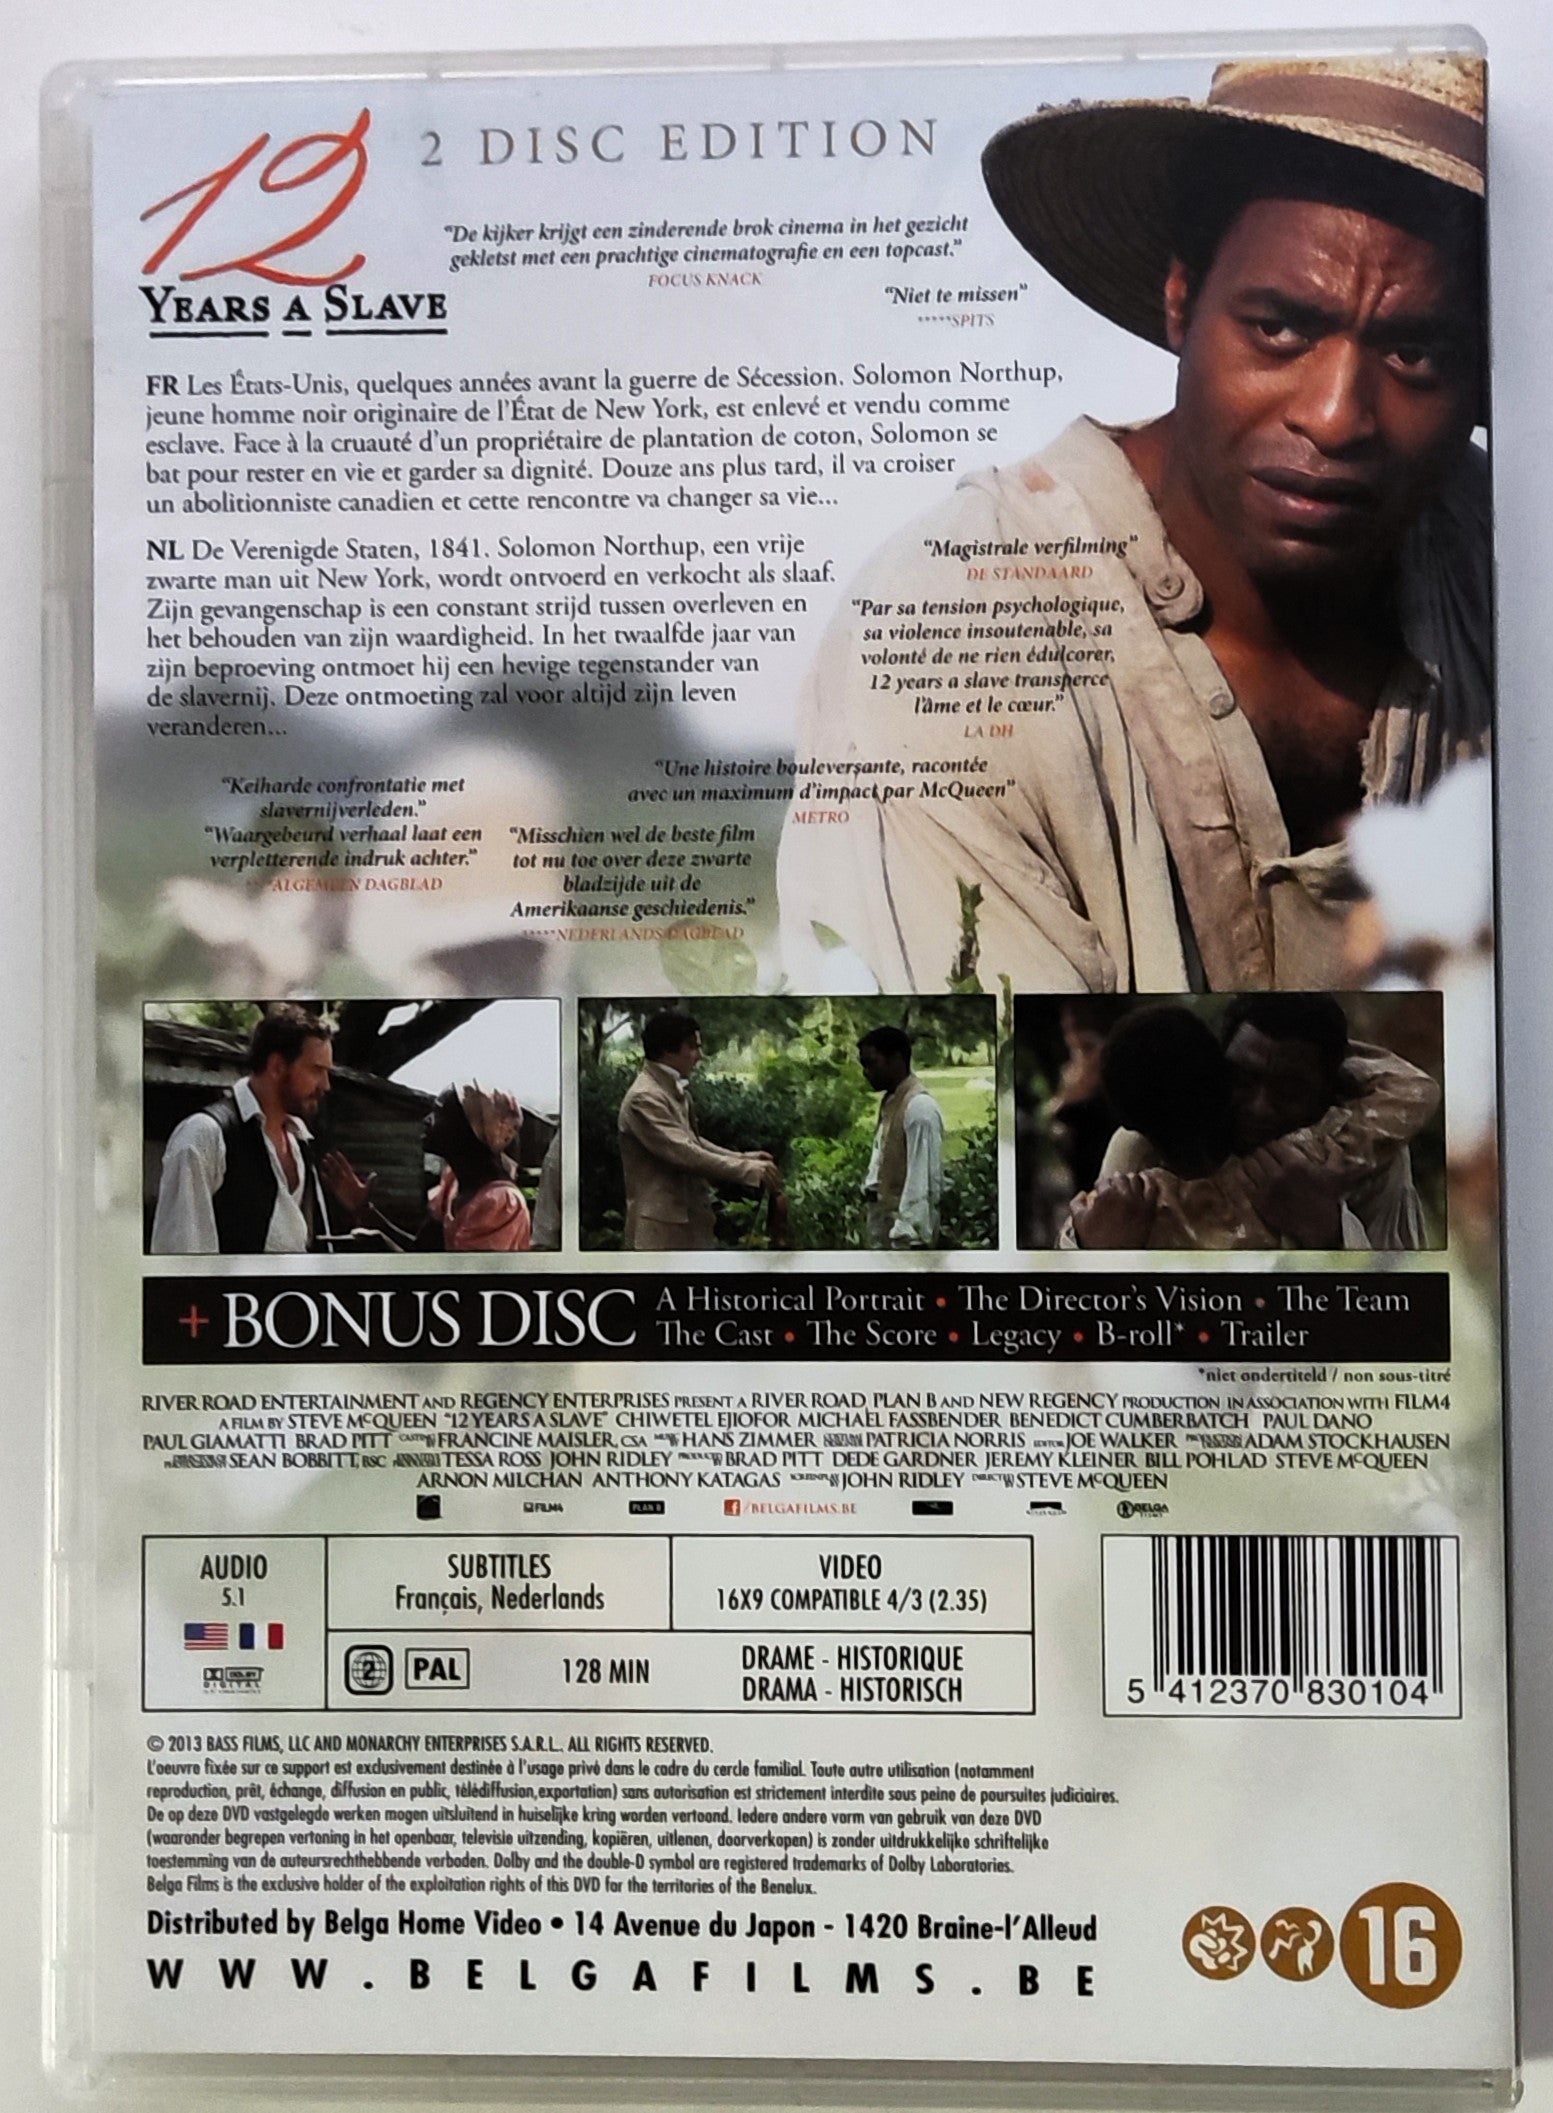 12
YEARS A SLAVE
2 DISC EDITION
"De kijker krijgt een zinderende brok cinema in het gezicht
gekletst met een prachtige cinematografie en een topcast."
FOCUS KNACK
"Niet te missen"
*****SPITS
FR Les États-Unis, quelques années avant la guerre de Sécession. Solomon Northup,
jeune homme noir originaire de l'État de New York, est enlevé et vendu comme
esclave. Face à la cruauté d'un propriétaire de plantation de coton, Solomon se
bat pour rester en vie et garder sa dignité. Douze ans plus tard, il va croiser
un abolitionniste canadien et cette rencontre va changer sa vie...
NL De Verenigde Staten, 1841. Solomon Northup, een vrije
zwarte man uit New York, wordt ontvoerd en verkocht als slaaf.
Zijn gevangenschap is een constant strijd tussen overleven en
het behouden van zijn waardigheid. In het twaalfde jaar van
zijn beproeving ontmoet hij een hevige tegenstander van
de slavernij. Deze ontmoeting zal voor altijd zijn leven
veranderen...
"Magistrale verfilming"
DE STANDAARD
"Par sa tension psychologique,
sa violence insoutenable, sa
volonté de ne rien édulcorer,
12 years a slave transperce
l'âme et le cœur."
LA DH
"Une histoire bouleversante, racontée
avec un maximum d'impact par McQueen"
METRO
"Keiharde confrontatie met
slavernijverleden."
"Waargebeurd verhaal laat een
verpletterende indruk achter."
ALGEMEEN DAGBLAD
"Misschien wel de beste film
tot nu toe over deze zwarte
bladzijde uit de
Amerikaanse geschiedenis."
*****NEDERLANDS DAGBLAD
+ BONUS DISC
A Historical Portrait • The Director's Vision • The Team
The Cast • The Score • Legacy • B-roll* • Trailer
*niet ondertiteld / non sous-titré
RIVER ROAD ENTERTAINMENT AND REGENCY ENTERPRISES PRESENT A RIVER ROAD, PLAN B AND NEW REGENCY PRODUCTION IN ASSOCIATION WITH FILM4
A FILM BY STEVE McQUEEN "12 YEARS A SLAVE" CHIWETEL EJIOFOR MICHAEL FASSBENDER BENEDICT CUMBERBATCH PAUL DANO
PAUL GIAMATTI BRAD PITT FRANCINE MAISLER, CSA HANS ZIMMER PATRICIA NORRIS JOE WALKER ADAM STOCKHAUSEN
SEAN BOBBITT, BSC TESSA ROSS JOHN RIDLEY BRAD PITT DEDE GARDNER JEREMY KLEINER BILL POHLAD STEVE McQUEEN
ARNON MILCHAN ANTHONY KATAGAS JOHN RIDLEY STEVE McQUEEN
FILM4 PLAN B f/BELGAFILMS.BE BELGA
AUDIO
5.1
DOLBY
DIGITAL
SUBTITLES
Français, Nederlands
VIDEO
16X9 COMPATIBLE 4/3 (2.35)
2 PAL 128 MIN
DRAME - HISTORIQUE
DRAMA - HISTORISCH
5 412370 830104
© 2013 BASS FILMS, LLC AND MONARCHY ENTERPRISES S.A.R.L. ALL RIGHTS RESERVED.
L'oeuvre fixée sur ce support est exclusivement destinée à l'usage privé dans le cadre du cercle familial. Toute autre utilisation (notamment
reproduction, prêt, échange, diffusion en public, télédiffusion,exportation) sans autorisation est strictement interdite sous peine de poursuites judiciaires.
De op deze DVD vastgelegde werken mogen uitsluitend in huiselijke kring worden vertoond. Iedere andere vorm van gebruik van deze DVD
(waaronder begrepen vertoning in het openbaar, televisie uitzending, kopiëren, uitlenen, doorverkopen) is zonder uitdrukkelijke schriftelijke
toestemming van de auteursrechthebbende verboden. Dolby and the double-D symbol are registered trademarks of Dolby Laboratories.
Belga Films is the exclusive holder of the exploitation rights of this DVD for the territories of the Benelux.
Distributed by Belga Home Video • 14 Avenue du Japon - 1420 Braine-l'Alleud
WWW.BELGAFILMS.BE
16